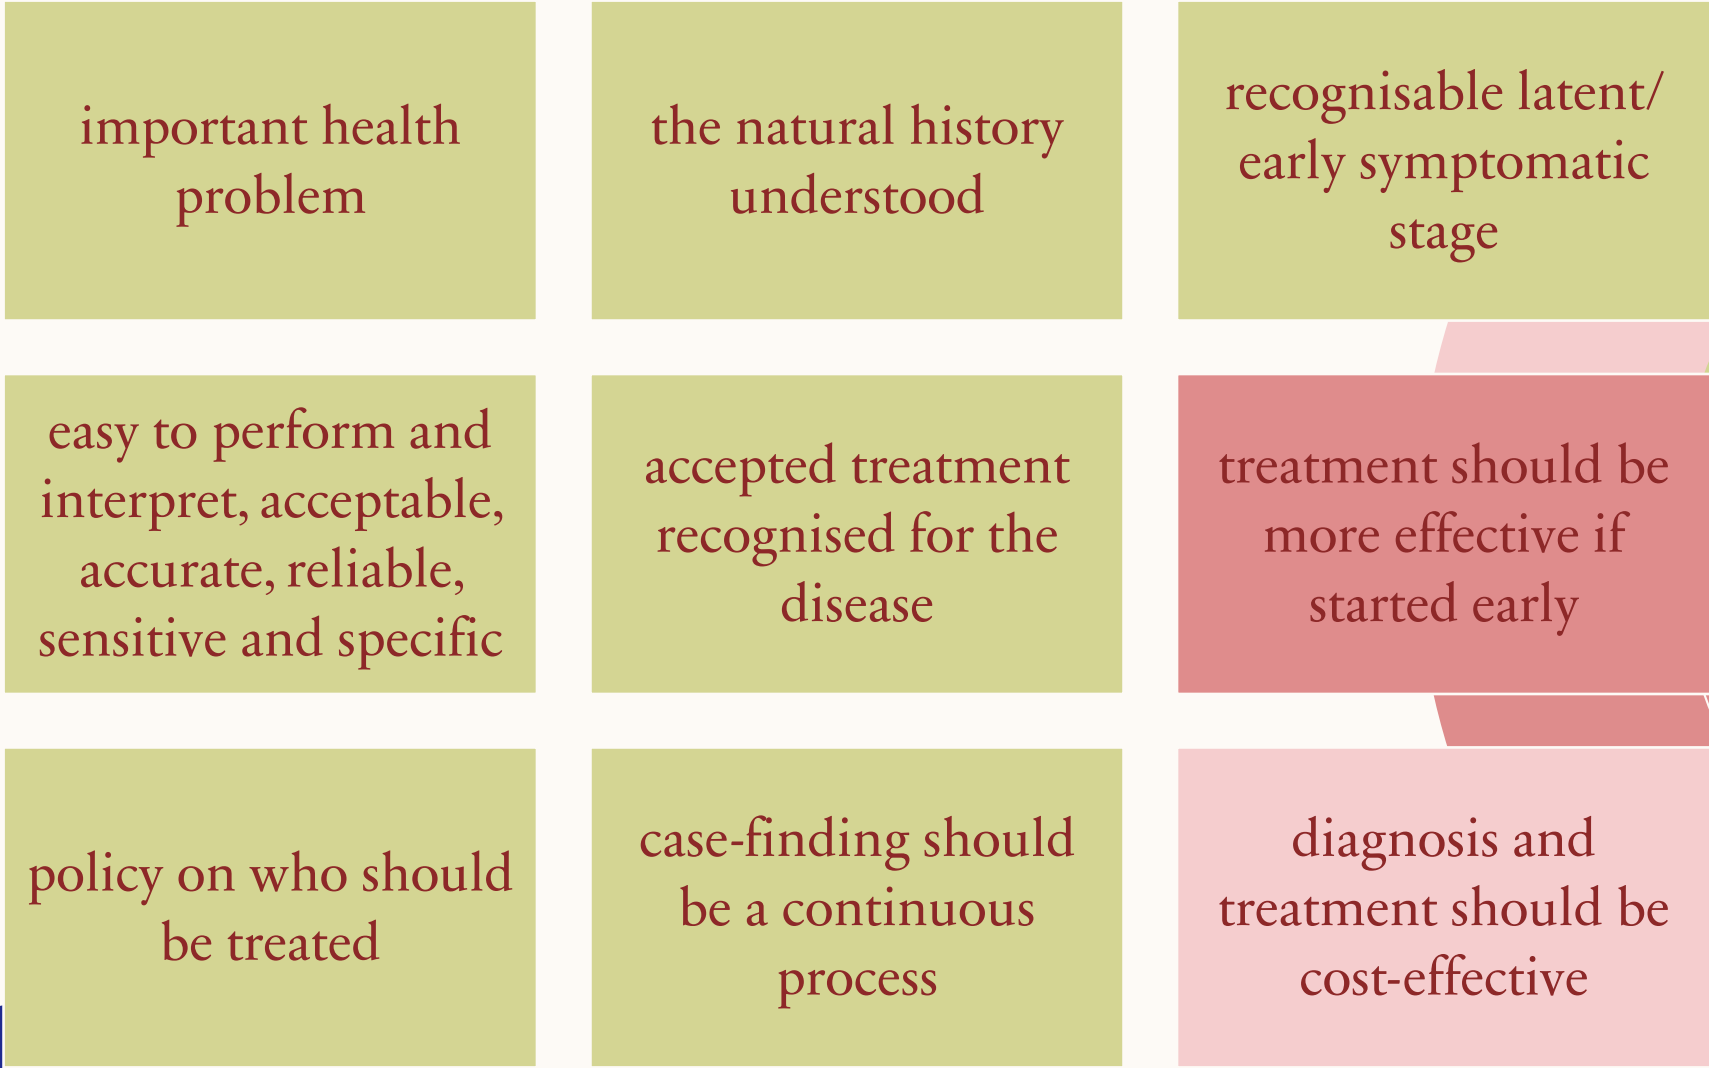 important health
problem
the natural history
understood
recognisable latent/
early symptomatic
stage
easy to perform and
interpret, acceptable,
accurate, reliable,
sensitive and specific
accepted treatment
recognised for the
disease
treatment should be
more effective if
started early
policy on who should
be treated
case-finding should
be a continuous
process
diagnosis and
treatment should be
cost-effective